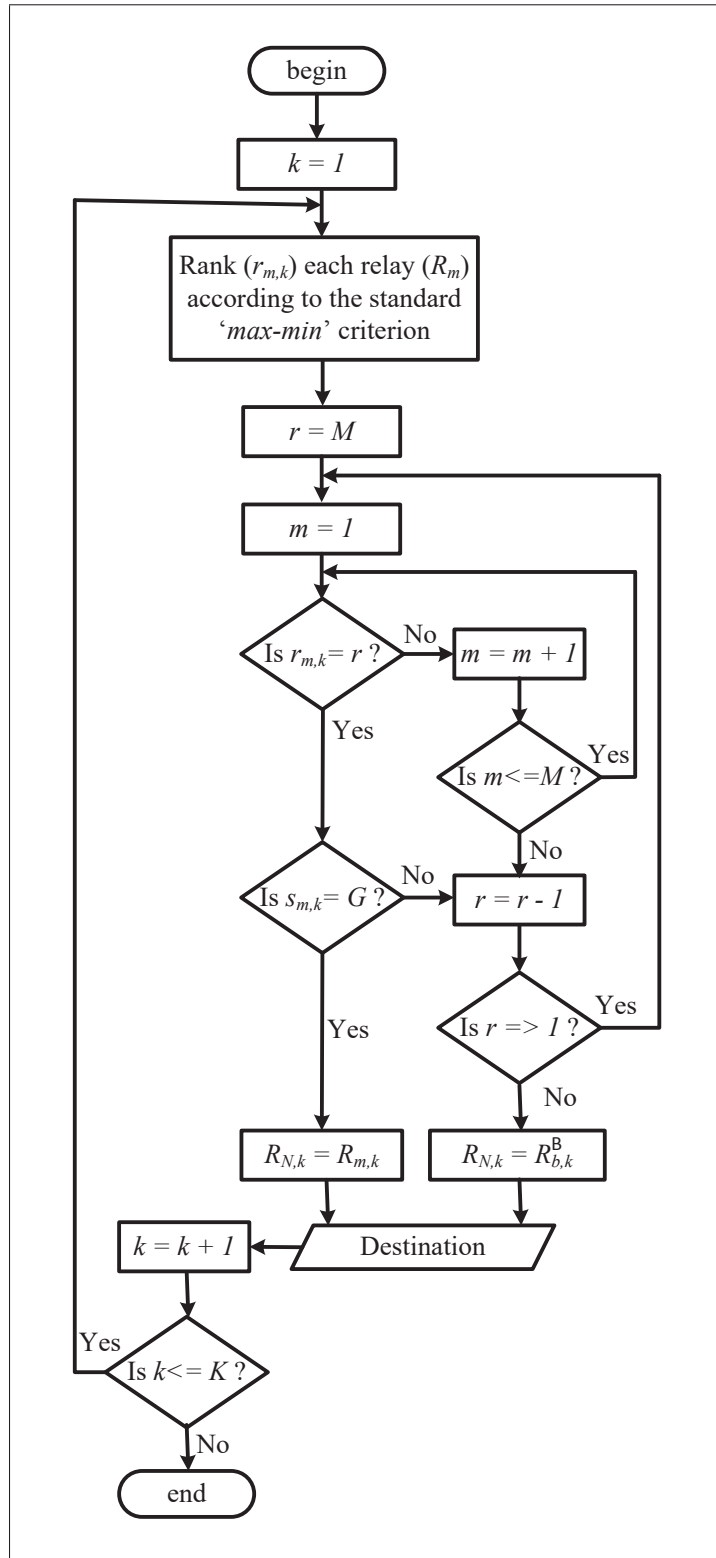 begin
k = 1
Rank (r_{m,k}) each relay (R_m)
according to the standard
‘max-min’ criterion
r = M
m = 1
Is r_{m,k}= r ?
No
m = m + 1
Yes
Is m<=M ?
Yes
No
Is s_{m,k}= G ?
No
r = r - 1
Yes
Is r => 1 ?
Yes
No
R_{N,k} = R_{m,k}
R_{N,k} = R^B_{b,k}
k = k + 1
Destination
Yes
Is k<= K ?
No
end